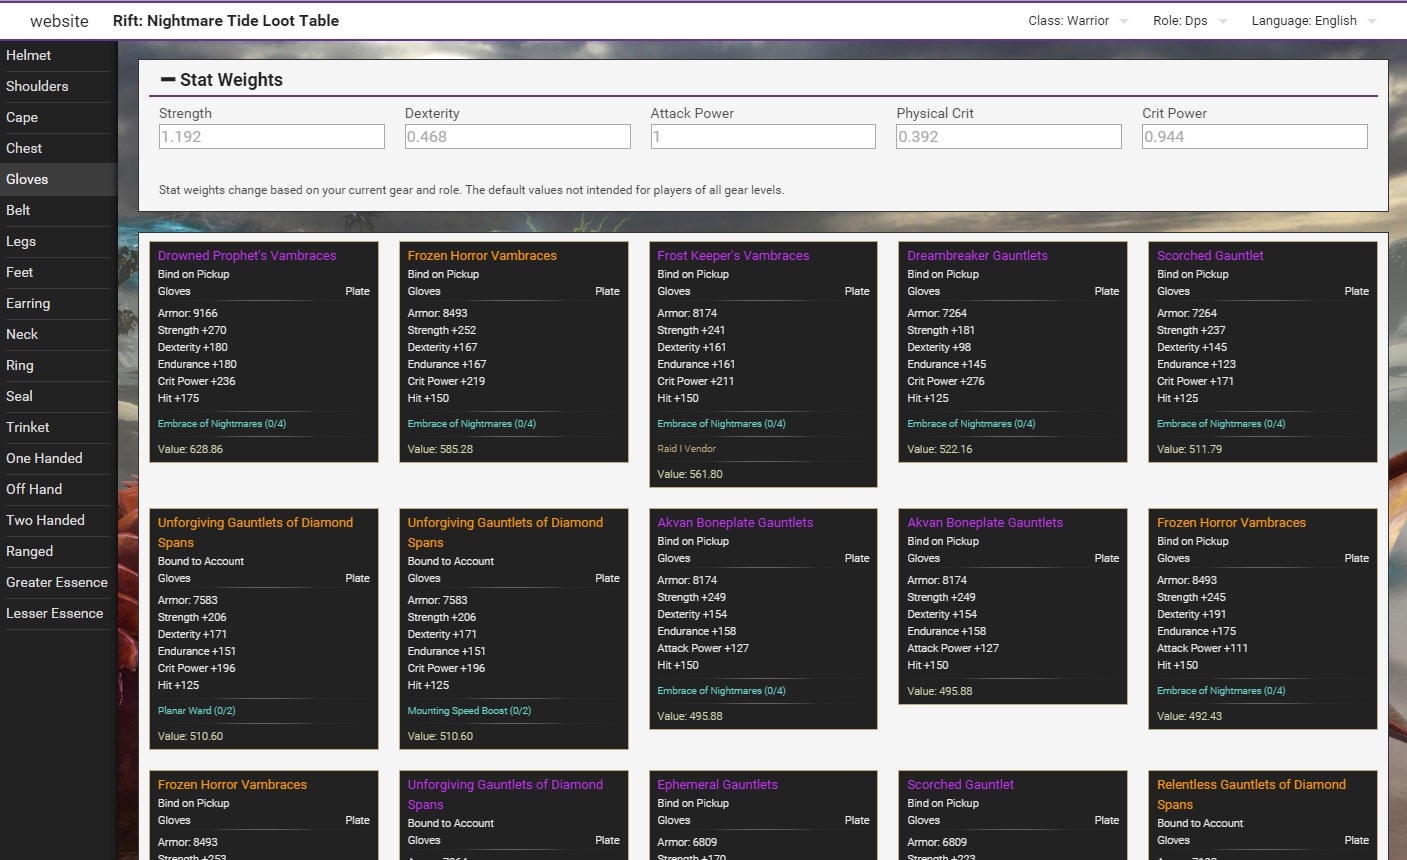 website
Rift: Nightmare Tide Loot Table
Class: Warrior
Role: Dps
Language: English
Helmet
Shoulders
Cape
Chest
Gloves
Belt
Legs
Feet
Earring
Neck
Ring
Seal
Trinket
One Handed
Off Hand
Two Handed
Ranged
Greater Essence
Lesser Essence
Stat Weights
Strength
1.192
Dexterity
0.468
Attack Power
1
Physical Crit
0.392
Crit Power
0.944
Stat weights change based on your current gear and role. The default values not intended for players of all gear levels.
Drowned Prophet's Vambraces
Bind on Pickup
Gloves Plate
Armor: 9166
Strength +270
Dexterity +180
Endurance +180
Crit Power +236
Hit +175
Embrace of Nightmares (0/4)
Value: 628.86
Frozen Horror Vambraces
Bind on Pickup
Gloves Plate
Armor: 8493
Strength +252
Dexterity +167
Endurance +167
Crit Power +219
Hit +150
Embrace of Nightmares (0/4)
Value: 585.28
Frost Keeper's Vambraces
Bind on Pickup
Gloves Plate
Armor: 8174
Strength +241
Dexterity +161
Endurance +161
Crit Power +211
Hit +150
Embrace of Nightmares (0/4)
Raid I Vendor
Value: 561.80
Dreambreaker Gauntlets
Bind on Pickup
Gloves Plate
Armor: 7264
Strength +181
Dexterity +98
Endurance +145
Crit Power +276
Hit +125
Embrace of Nightmares (0/4)
Value: 522.16
Scorched Gauntlet
Bind on Pickup
Gloves Plate
Armor: 7264
Strength +237
Dexterity +145
Endurance +123
Crit Power +171
Hit +125
Embrace of Nightmares (0/4)
Value: 511.79
Unforgiving Gauntlets of Diamond
Spans
Bound to Account
Gloves Plate
Armor: 7583
Strength +206
Dexterity +171
Endurance +151
Crit Power +196
Hit +125
Planar Ward (0/2)
Value: 510.60
Unforgiving Gauntlets of Diamond
Spans
Bound to Account
Gloves Plate
Armor: 7583
Strength +206
Dexterity +171
Endurance +151
Crit Power +196
Hit +125
Mounting Speed Boost (0/2)
Value: 510.60
Akvan Boneplate Gauntlets
Bind on Pickup
Gloves Plate
Armor: 8174
Strength +249
Dexterity +154
Endurance +158
Attack Power +127
Hit +150
Embrace of Nightmares (0/4)
Value: 495.88
Akvan Boneplate Gauntlets
Bind on Pickup
Gloves Plate
Armor: 8174
Strength +249
Dexterity +154
Endurance +158
Attack Power +127
Hit +150
Value: 495.88
Frozen Horror Vambraces
Bind on Pickup
Gloves Plate
Armor: 8493
Strength +245
Dexterity +191
Endurance +175
Attack Power +111
Hit +150
Embrace of Nightmares (0/4)
Value: 492.43
Frozen Horror Vambraces
Bind on Pickup
Gloves Plate
Armor: 8493
Strength +253
Unforgiving Gauntlets of Diamond
Spans
Bound to Account
Gloves Plate
Ephemeral Gauntlets
Bind on Pickup
Gloves Plate
Armor: 6809
Strength +170
Scorched Gauntlet
Bind on Pickup
Gloves Plate
Armor: 6809
Strength +223
Relentless Gauntlets of Diamond
Spans
Bound to Account
Gloves Plate